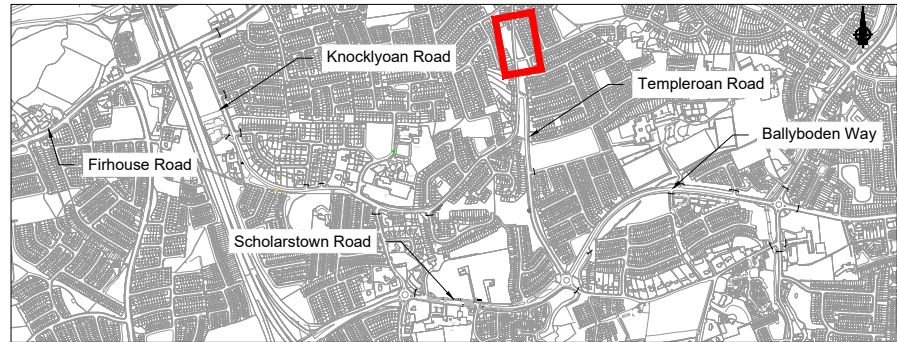 Knocklyoan Road
Templeroan Road
Ballyboden Way
Firhouse Road
Scholarstown Road